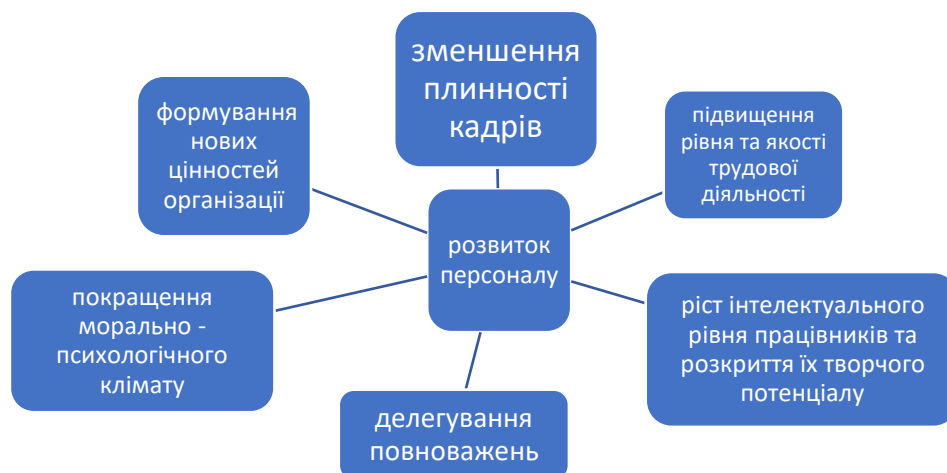 зменшення
плинності
кадрів
формування
нових
цінностей
організації
підвищення
рівня та якості
трудової
діяльності
розвиток
персоналу
покращення
морально -
психологічного
клімату
ріст інтелектуального
рівня працівників та
розкриття їх творчого
потенціалу
делегування
повноважень